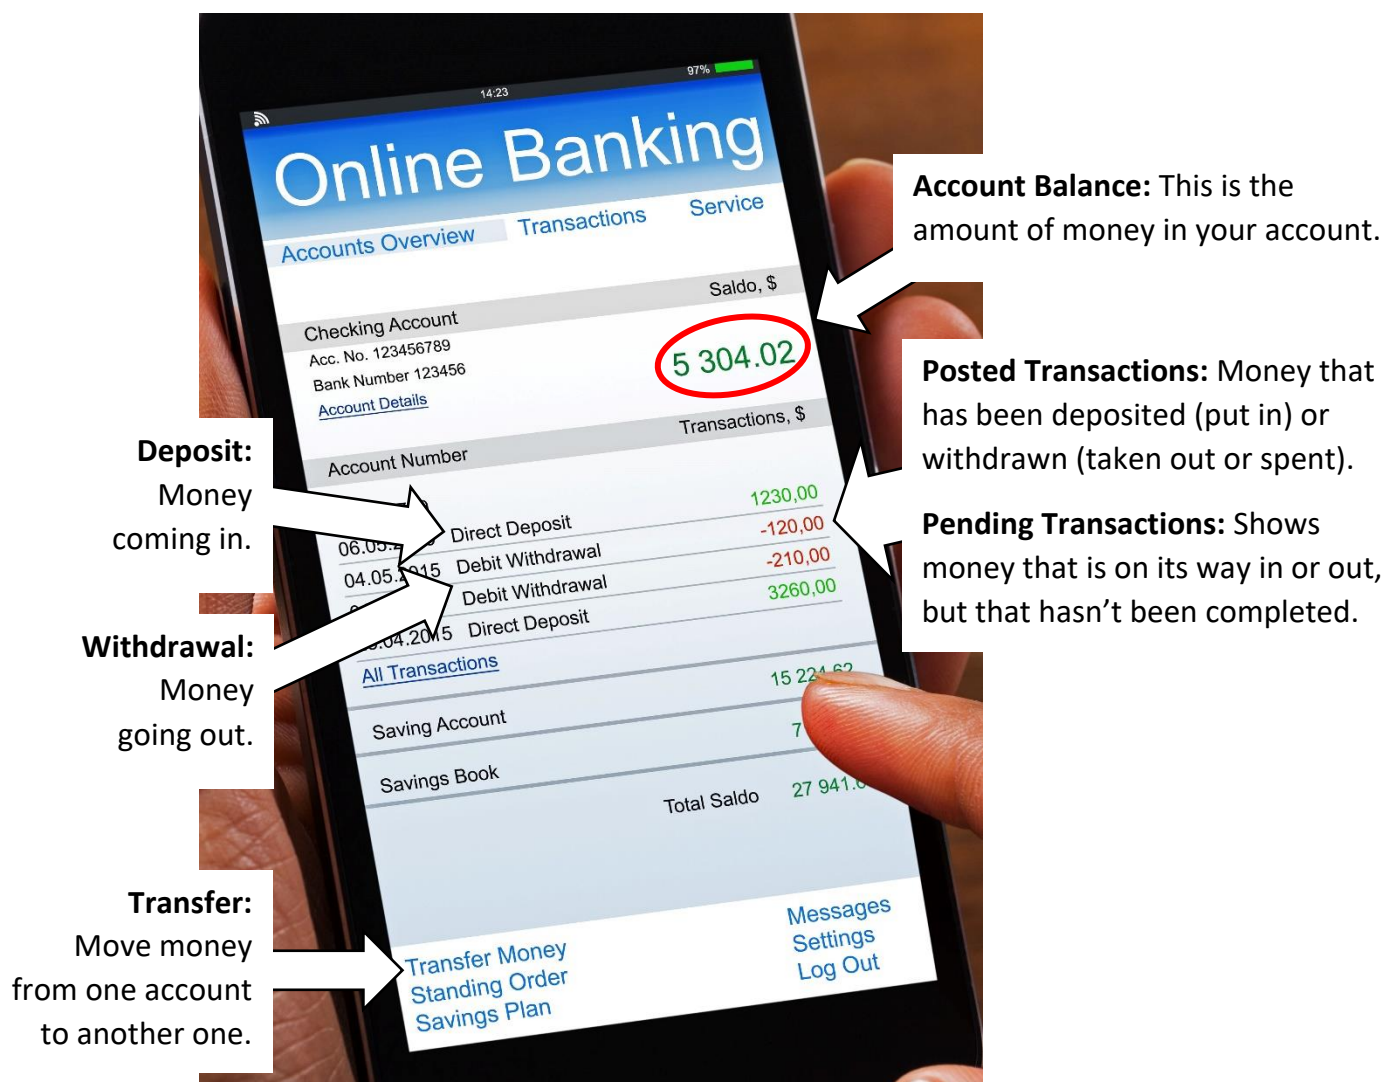 97%
14:23
Online Banking
Accounts Overview Transactions Service
Checking Account Saldo, $
Acc. No. 123456789
Bank Number 123456
5 304.02
Account Details
Account Number Transactions, $
Direct Deposit 1230,00
04.05.2015 Debit Withdrawal -120,00
Debit Withdrawal -210,00
Direct Deposit 3260,00
All Transactions
Saving Account
Savings Book
Total Saldo
Transfer Money
Standing Order
Savings Plan
Messages
Settings
Log Out
Account Balance: This is the
amount of money in your account.
Posted Transactions: Money that
has been deposited (put in) or
withdrawn (taken out or spent).
Pending Transactions: Shows
money that is on its way in or out,
but that hasn’t been completed.
Deposit:
Money
coming in.
Withdrawal:
Money
going out.
Transfer:
Move money
from one account
to another one.